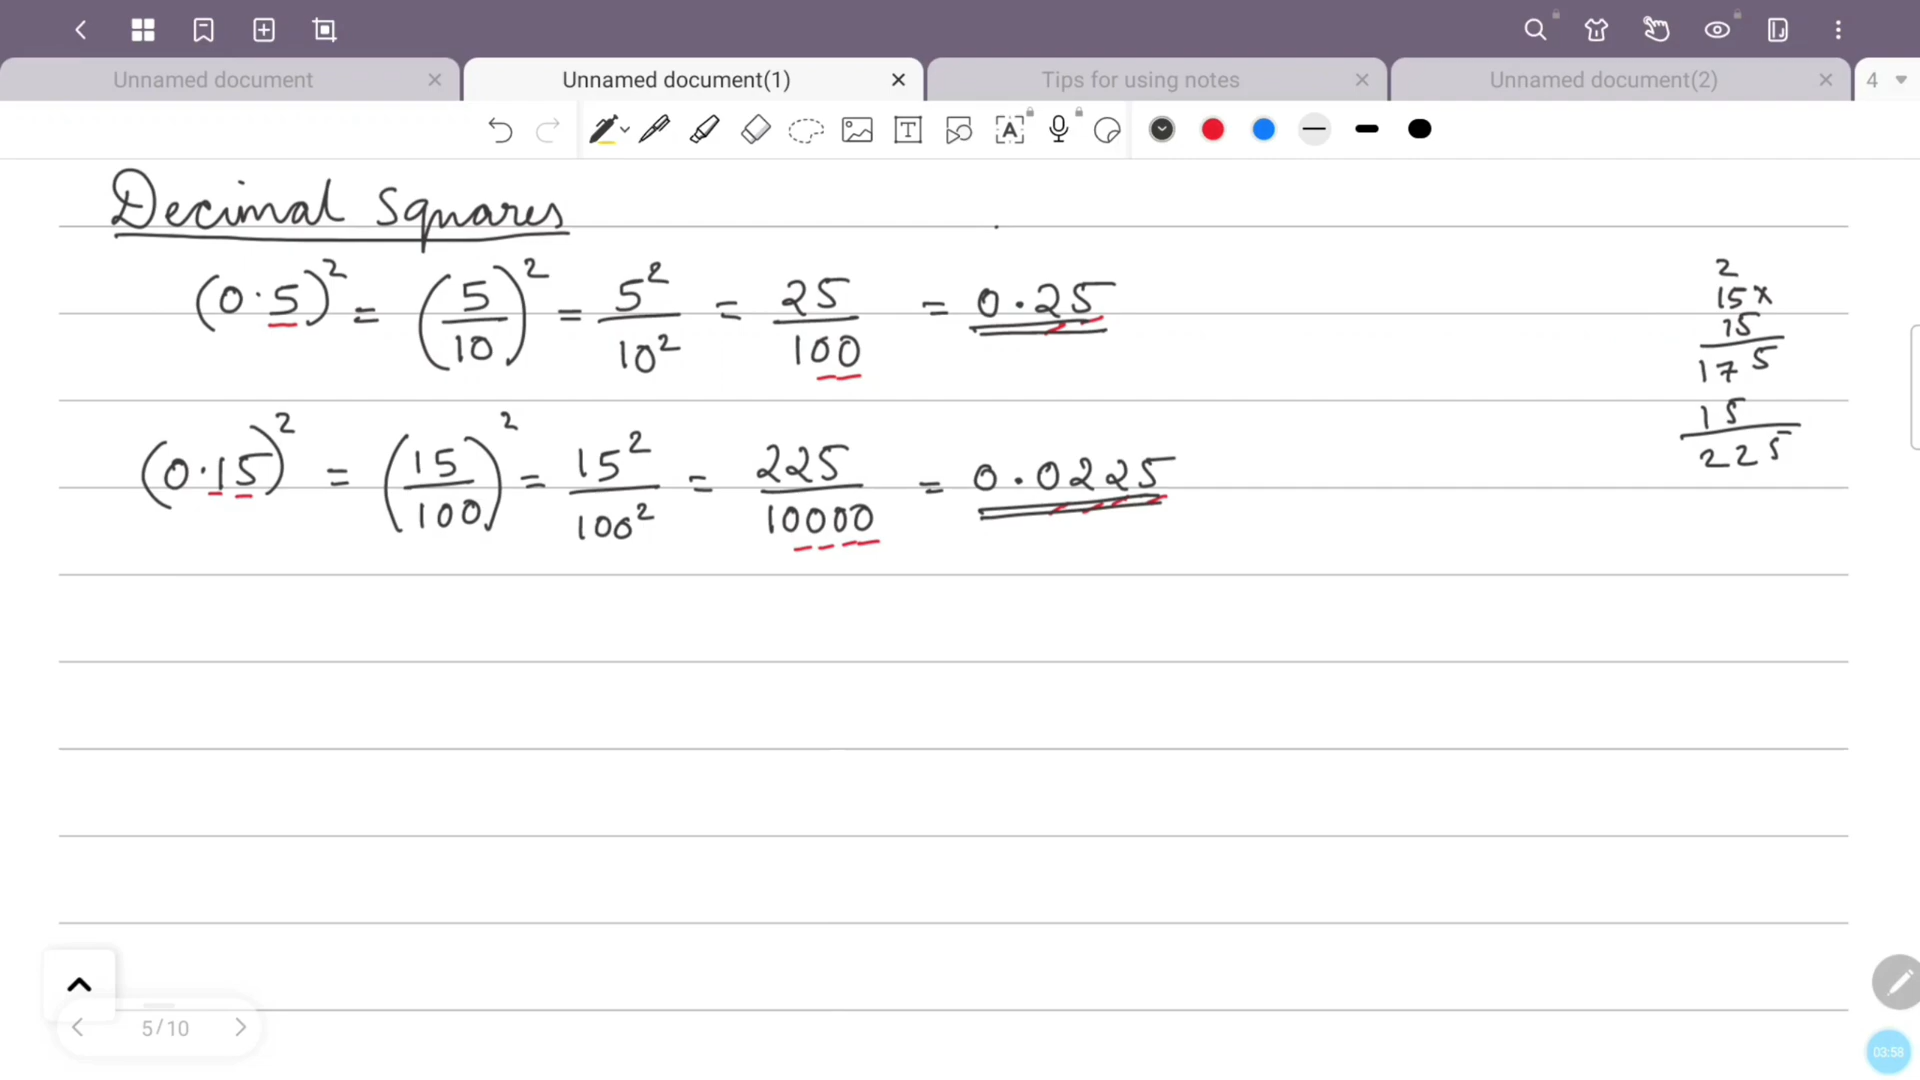 Unnamed document
Unnamed document(1)
Tips for using notes
Unnamed document(2)
4
Decimal Squares
(0.5)² = (5/10)² = 5²/10² = 25/100 = 0.25
(0.15)² = (15/100)² = 15²/100² = 225/10000 = 0.0225
2
15×
15
175
15
225
5/10
03:58